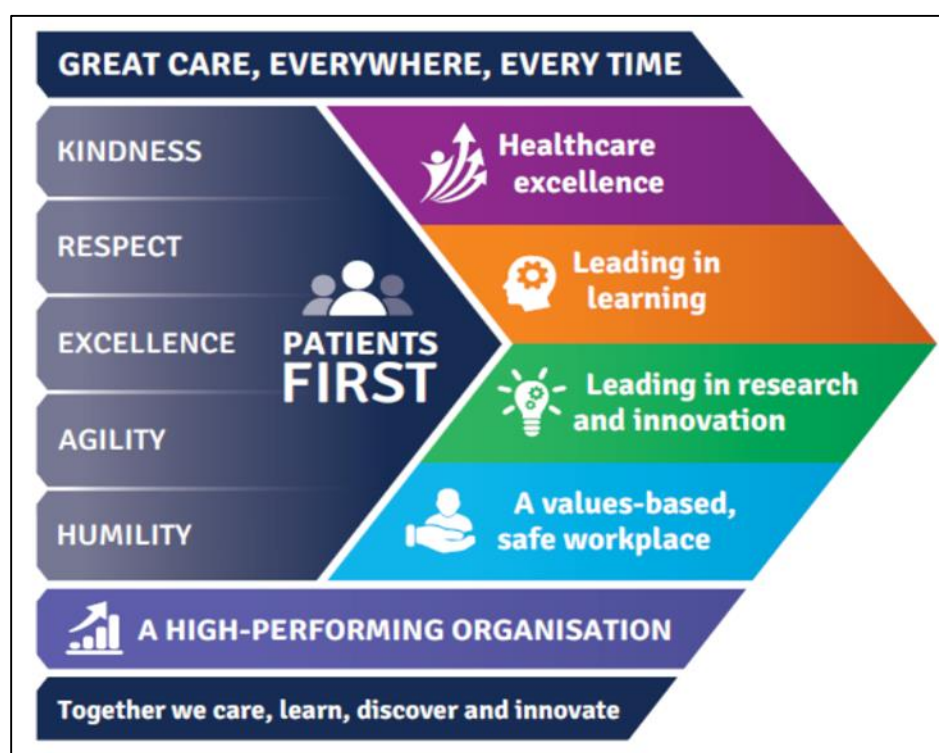 GREAT CARE, EVERYWHERE, EVERY TIME
KINDNESS
RESPECT
EXCELLENCE
AGILITY
HUMILITY
PATIENTS
FIRST
Healthcare
excellence
Leading in
learning
Leading in research
and innovation
A values-based,
safe workplace
A HIGH-PERFORMING ORGANISATION
Together we care, learn, discover and innovate